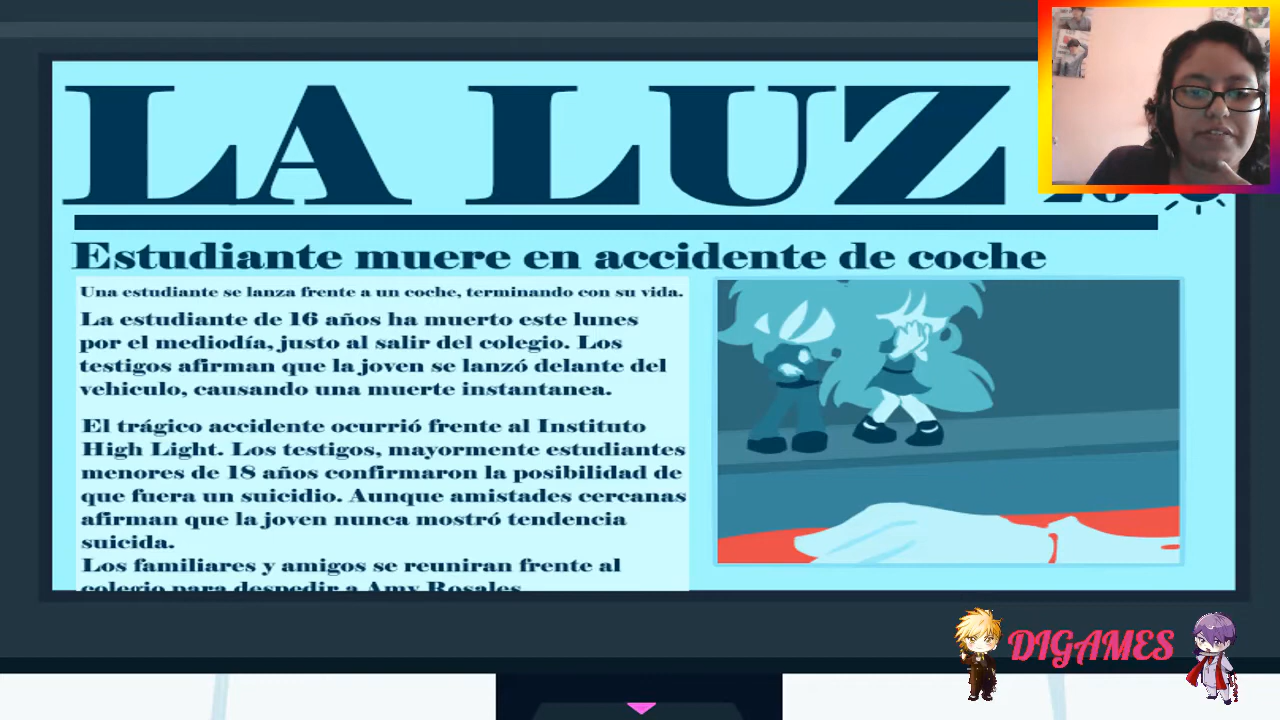 LA LUZ
Estudiante muere en accidente de coche
Una estudiante se lanza frente a un coche, terminando con su vida.
La estudiante de 16 años ha muerto este lunes
por el mediodía, justo al salir del colegio. Los
testigos afirman que la joven se lanzó delante del
vehiculo, causando una muerte instantanea.
El trágico accidente ocurrió frente al Instituto
High Light. Los testigos, mayormente estudiantes
menores de 18 años confirmaron la posibilidad de
que fuera un suicidio. Aunque amistades cercanas
afirman que la joven nunca mostró tendencia
suicida.
Los familiares y amigos se reuniran frente al
colegio para despedir a Amy Rosales
DIGAMES